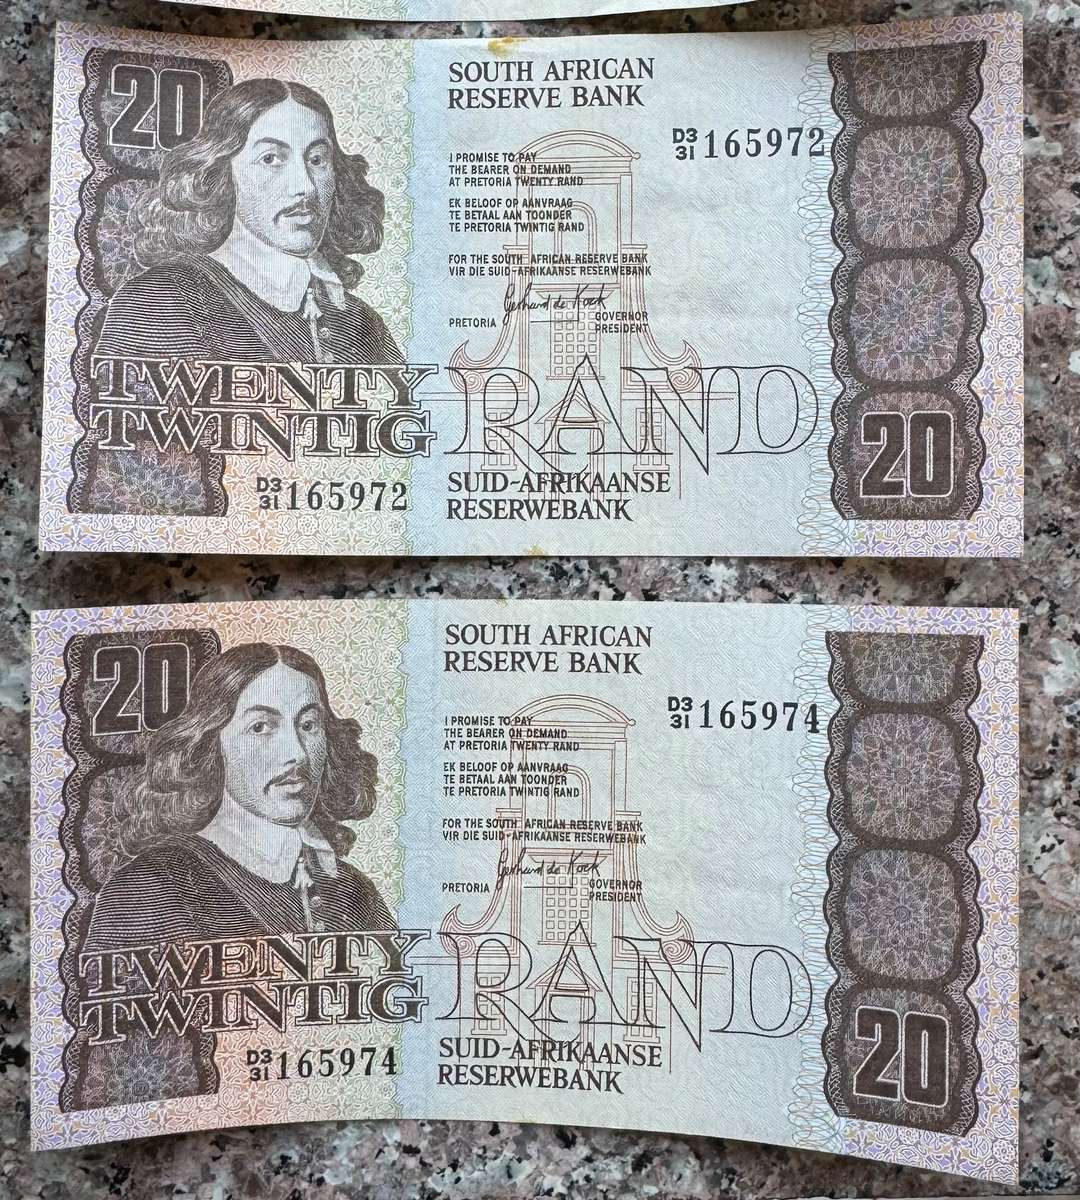 20
SOUTH AFRICAN
RESERVE BANK
D3
31 165972
I PROMISE TO PAY
THE BEARER ON DEMAND
AT PRETORIA TWENTY RAND
EK BELOOF OP AANVRAAG
TE BETAAL AAN TOONDER
TE PRETORIA TWINTIG RAND
FOR THE SOUTH AFRICAN RESERVE BANK
VIR DIE SUID-AFRIKAANSE RESERWEBANK
Gerhard de Kock
PRETORIA
GOVERNOR
PRESIDENT
TWENTY
TWINTIG
RAND
20
D3
31 165972
SUID-AFRIKAANSE
RESERWEBANK
20
SOUTH AFRICAN
RESERVE BANK
D3
31 165974
I PROMISE TO PAY
THE BEARER ON DEMAND
AT PRETORIA TWENTY RAND
EK BELOOF OP AANVRAAG
TE BETAAL AAN TOONDER
TE PRETORIA TWINTIG RAND
FOR THE SOUTH AFRICAN RESERVE BANK
VIR DIE SUID-AFRIKAANSE RESERWEBANK
Gerhard de Kock
PRETORIA
GOVERNOR
PRESIDENT
TWENTY
TWINTIG
RAND
20
D3
31 165974
SUID-AFRIKAANSE
RESERWEBANK